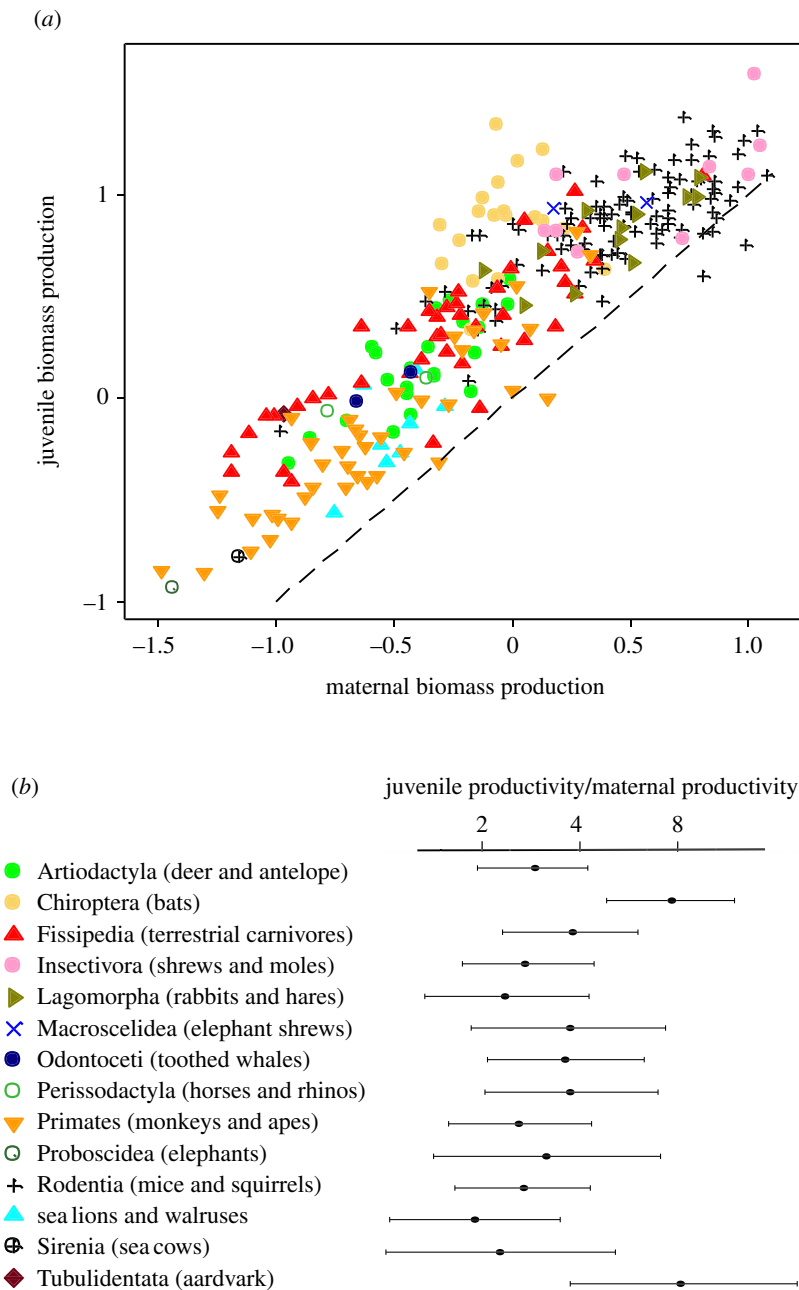 (a)
juvenile biomass production
1
0
–1
–1.5
–1.0
–0.5
0
0.5
1.0
maternal biomass production
(b)
juvenile productivity/maternal productivity
2
4
8
Artiodactyla (deer and antelope)
Chiroptera (bats)
Fissipedia (terrestrial carnivores)
Insectivora (shrews and moles)
Lagomorpha (rabbits and hares)
Macroscelidea (elephant shrews)
Odontoceti (toothed whales)
Perissodactyla (horses and rhinos)
Primates (monkeys and apes)
Proboscidea (elephants)
Rodentia (mice and squirrels)
sea lions and walruses
Sirenia (sea cows)
Tubulidentata (aardvark)